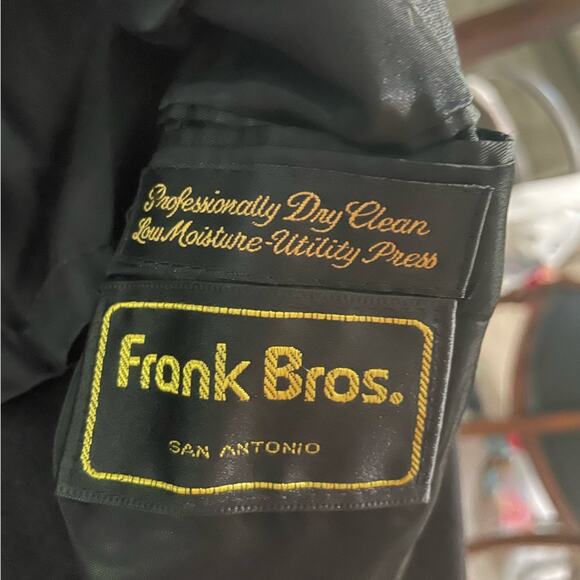 Professionally Dry Clean
Low Moisture-Utility Press
Frank Bros.
SAN ANTONIO